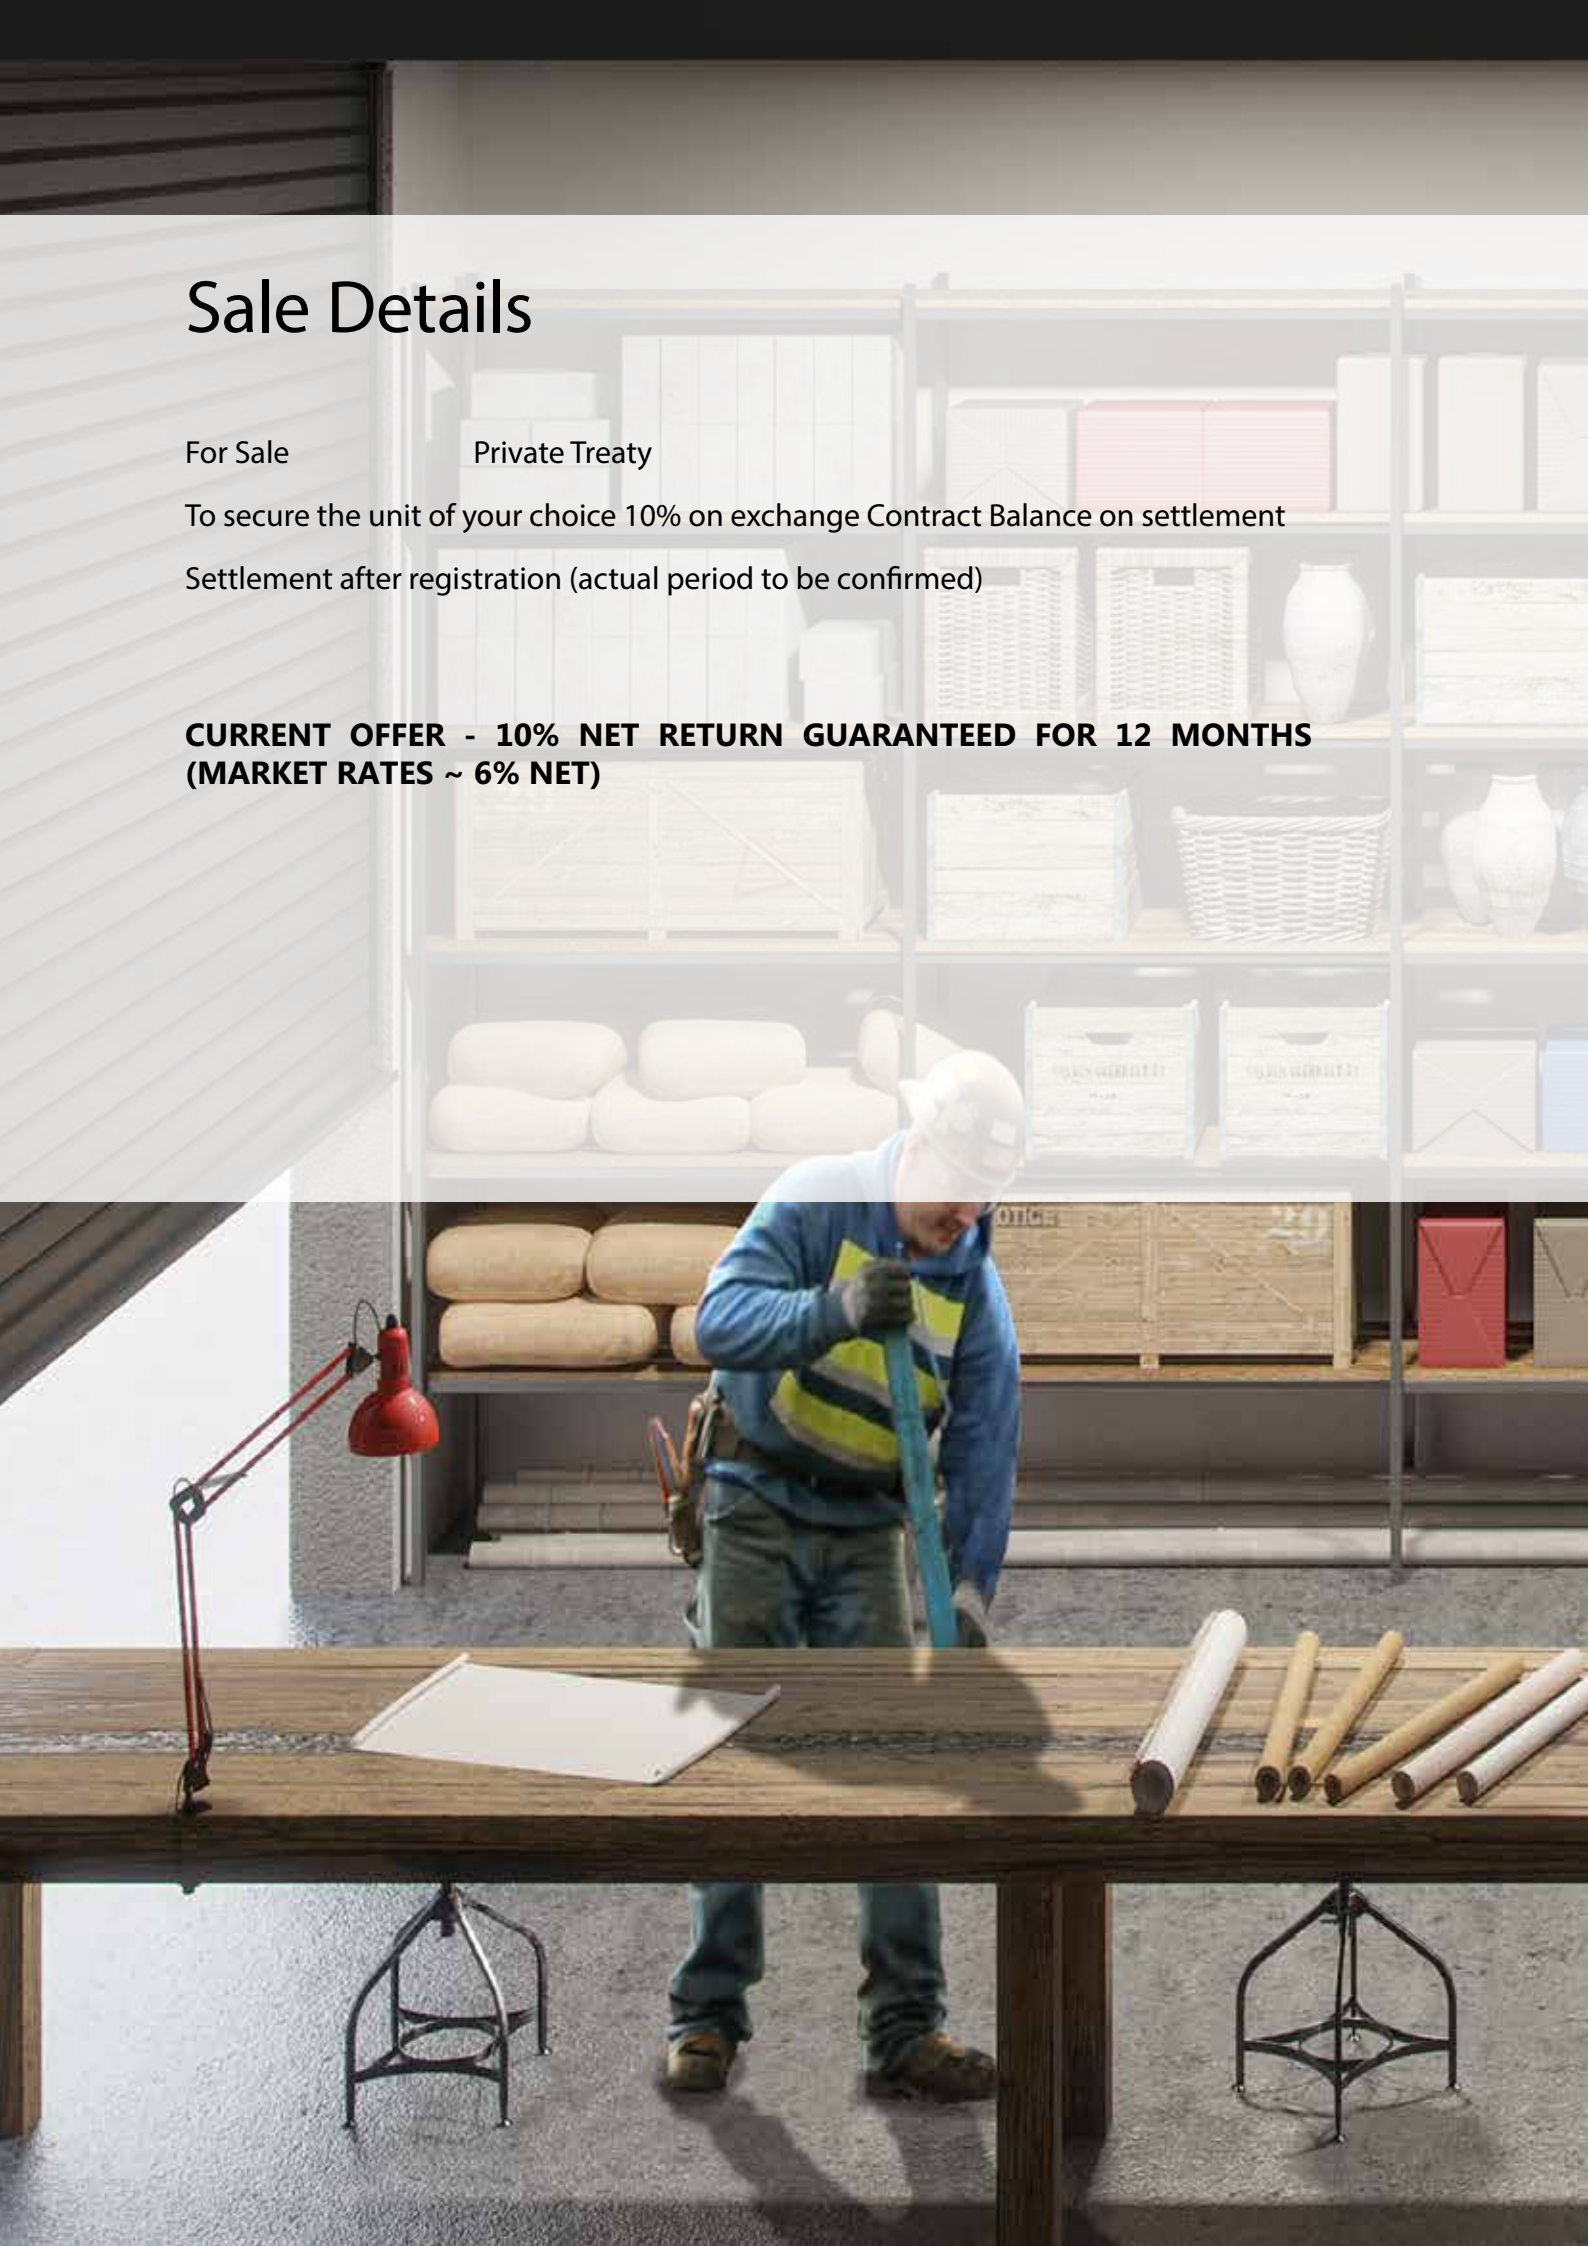 Sale Details
For Sale Private Treaty
To secure the unit of your choice 10% on exchange Contract Balance on settlement
Settlement after registration (actual period to be confirmed)
CURRENT OFFER - 10% NET RETURN GUARANTEED FOR 12 MONTHS
(MARKET RATES ~ 6% NET)
OTICE
29